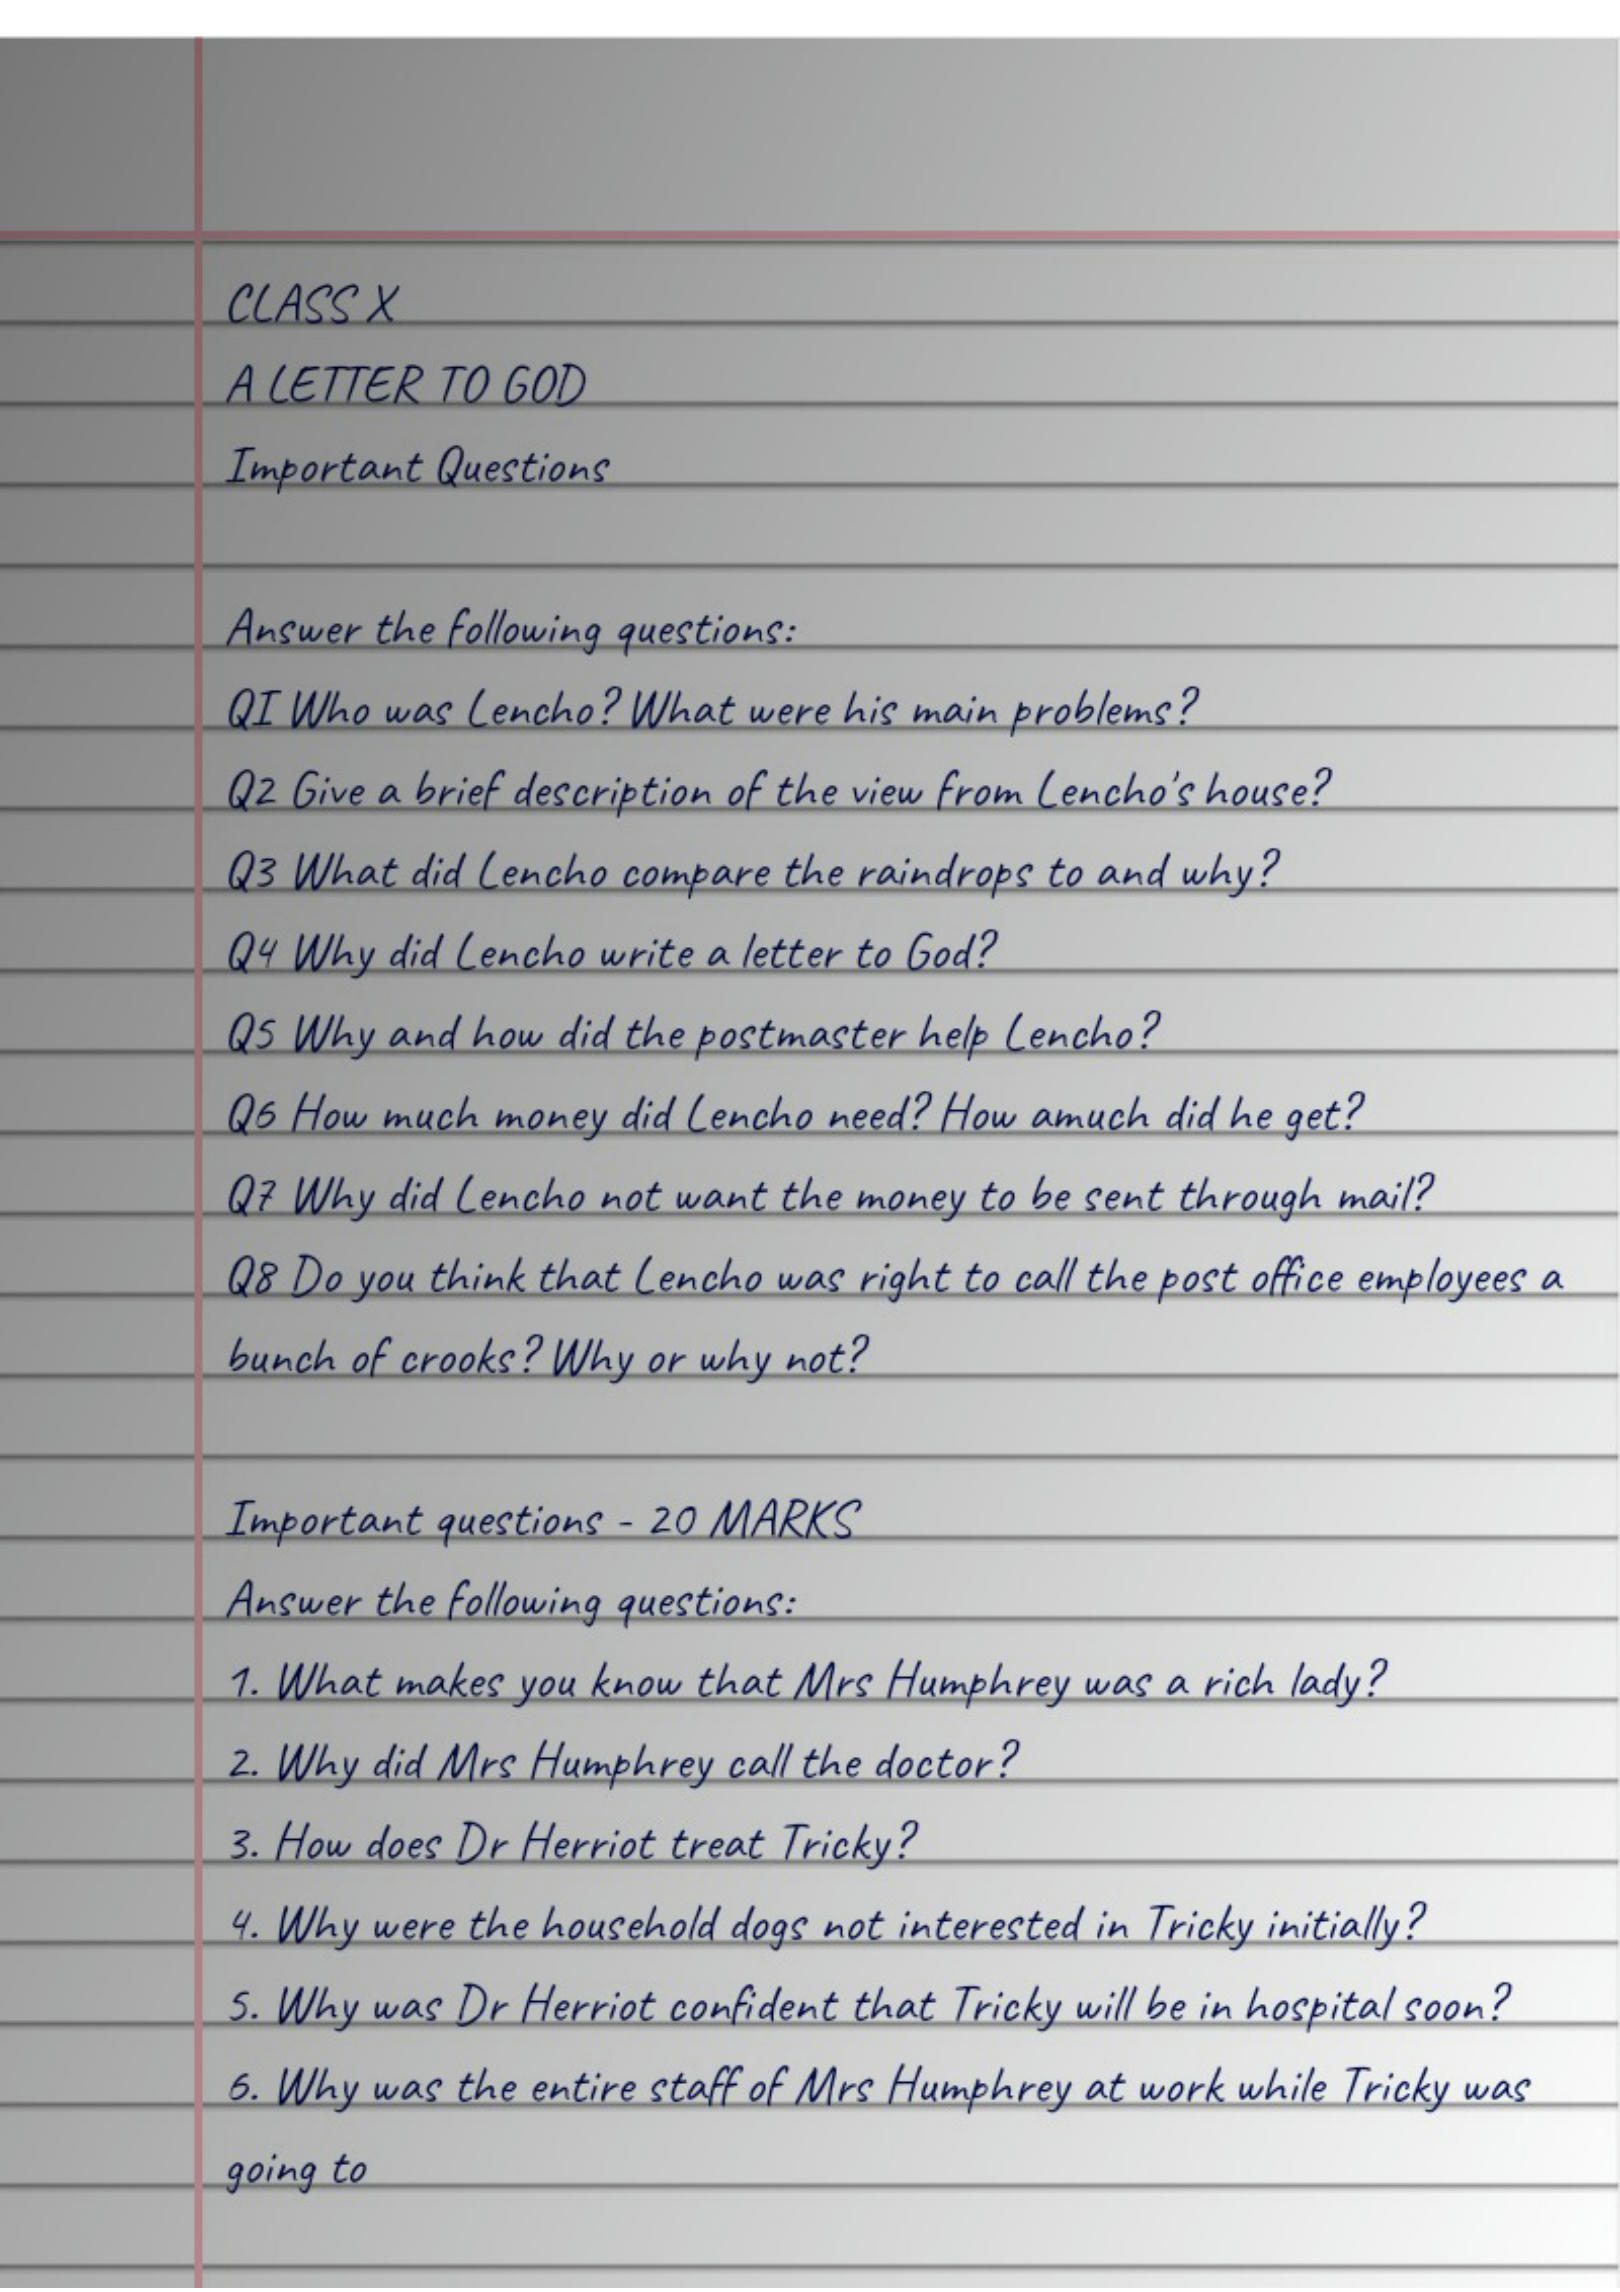 CLASS X
A LETTER TO GOD
Important Questions
Answer the following questions:
QI Who was Lencho? What were his main problems?
Q2 Give a brief description of the view from Lencho's house?
Q3 What did Lencho compare the raindrops to and why?
Q4 Why did Lencho write a letter to God?
Q5 Why and how did the postmaster help Lencho?
Q6 How much money did Lencho need? How amuch did he get?
Q7 Why did Lencho not want the money to be sent through mail?
Q8 Do you think that Lencho was right to call the post office employees a
bunch of crooks? Why or why not?
Important questions - 20 MARKS
Answer the following questions:
1. What makes you know that Mrs Humphrey was a rich lady?
2. Why did Mrs Humphrey call the doctor?
3. How does Dr Herriot treat Tricky?
4. Why were the household dogs not interested in Tricky initially?
5. Why was Dr Herriot confident that Tricky will be in hospital soon?
6. Why was the entire staff of Mrs Humphrey at work while Tricky was
going to